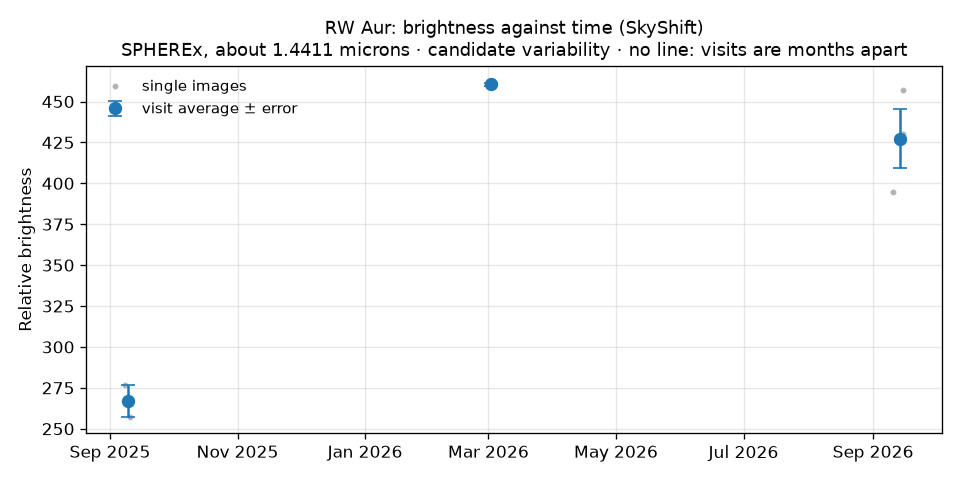 RW Aur: brightness against time (SkyShift)
SPHEREx, about 1.4411 microns · candidate variability · no line: visits are months apart
single images
visit average ± error
Relative brightness
450
425
400
375
350
325
300
275
250
Sep 2025 Nov 2025 Jan 2026 Mar 2026 May 2026 Jul 2026 Sep 2026